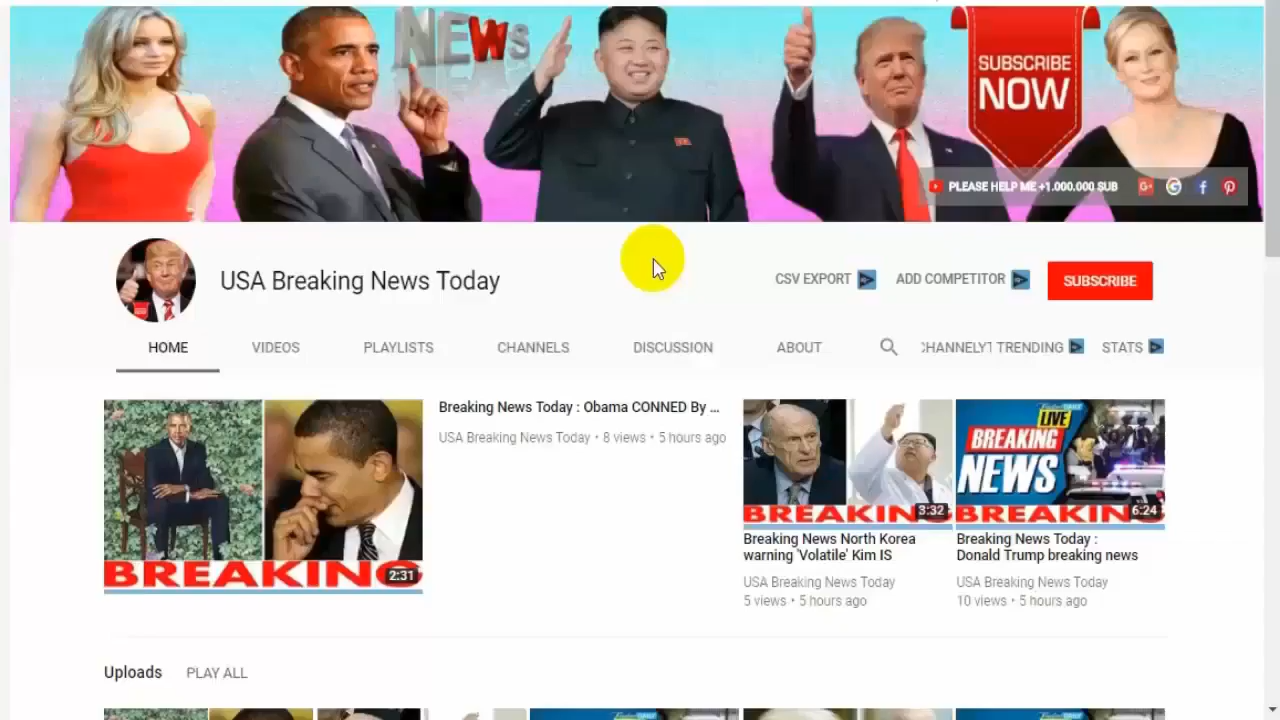 NEWS
SUBSCRIBE
NOW
PLEASE HELP ME +1.000.000 SUB
USA Breaking News Today
CSV EXPORT
ADD COMPETITOR
SUBSCRIBE
HOME
VIDEOS
PLAYLISTS
CHANNELS
DISCUSSION
ABOUT
CHANNELYT TRENDING
STATS
BREAKING
2:31
Breaking News Today : Obama CONNED By ...
USA Breaking News Today • 8 views • 5 hours ago
BREAKIN
3:32
Breaking News North Korea
warning 'Volatile' Kim IS
USA Breaking News Today
5 views • 5 hours ago
LIVE
BREAKING
NEWS
BREAKIN
6:24
Breaking News Today :
Donald Trump breaking news
USA Breaking News Today
10 views • 5 hours ago
Uploads
PLAY ALL